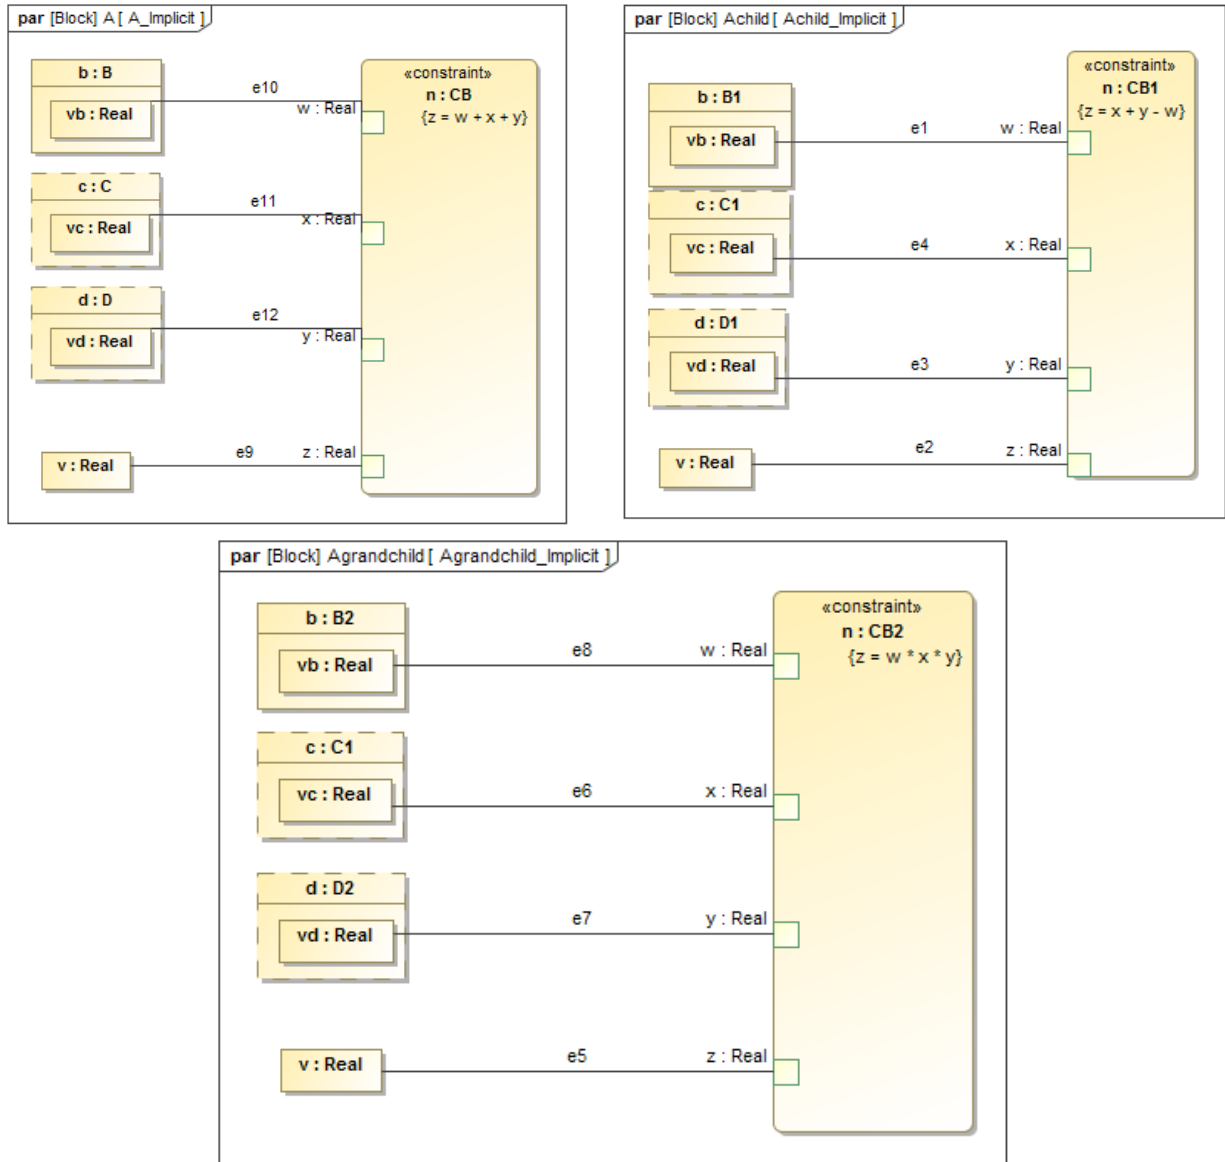 par [Block] A [ A_Implicit ]
b : B
vb : Real
e10
w : Real
«constraint»
n : CB
{z = w + x + y}
c : C
vc : Real
e11
x : Real
d : D
vd : Real
e12
y : Real
v : Real
e9
z : Real
par [Block] Achild [ Achild_Implicit ]
b : B1
vb : Real
e1
w : Real
«constraint»
n : CB1
{z = x + y - w}
c : C1
vc : Real
e4
x : Real
d : D1
vd : Real
e3
y : Real
v : Real
e2
z : Real
par [Block] Agrandchild [ Agrandchild_Implicit ]
b : B2
vb : Real
e8
w : Real
«constraint»
n : CB2
{z = w * x * y}
c : C1
vc : Real
e6
x : Real
d : D2
vd : Real
e7
y : Real
v : Real
e5
z : Real